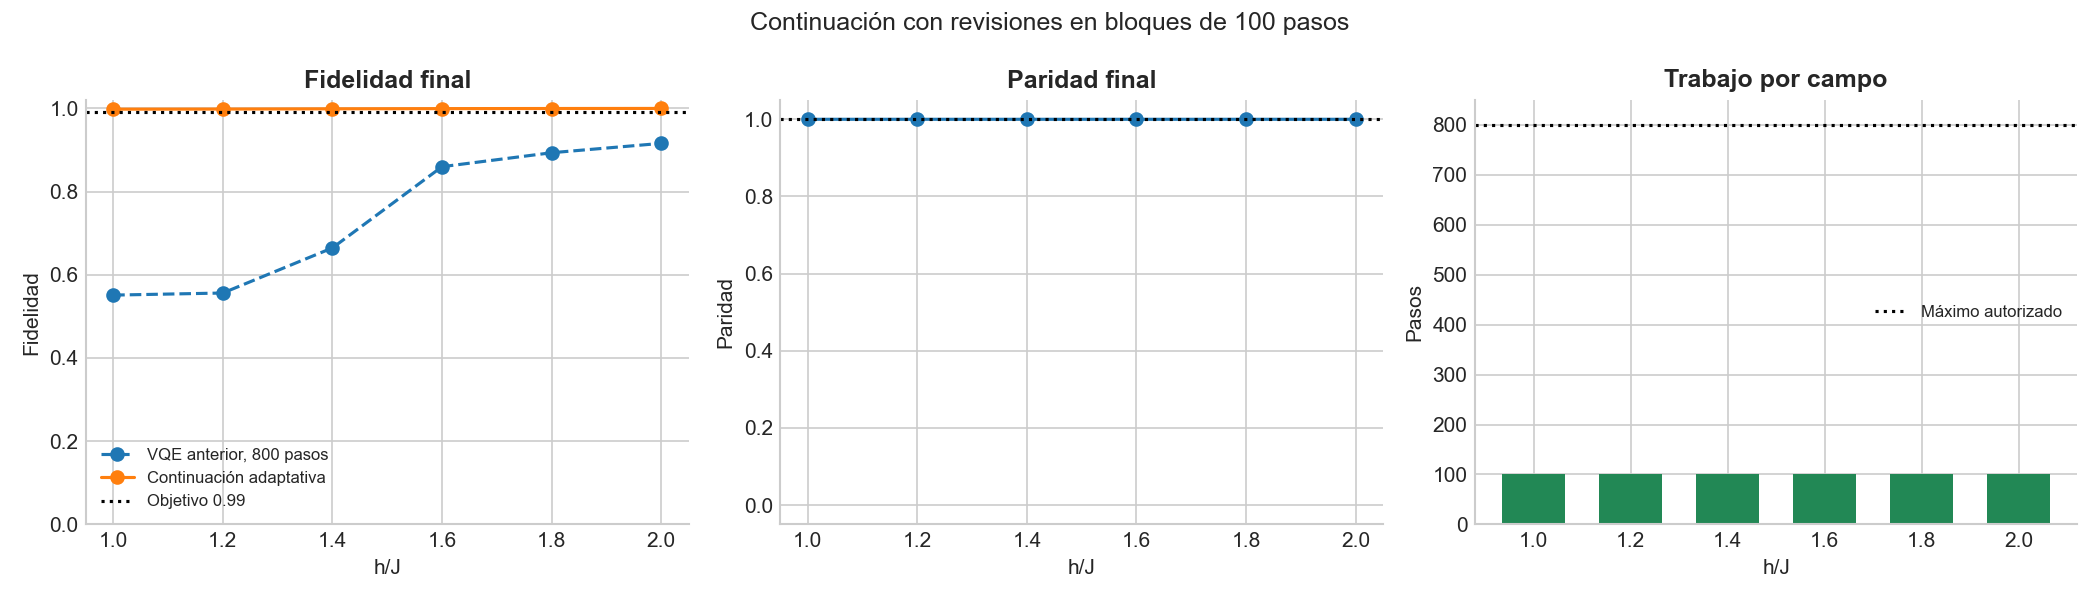 Continuación con revisiones en bloques de 100 pasos
Fidelidad final
1.0
0.8
0.6
0.4
0.2
0.0
Fidelidad
VQE anterior, 800 pasos
Continuación adaptativa
Objetivo 0.99
1.0 1.2 1.4 1.6 1.8 2.0
h/J
Paridad final
1.0
0.8
0.6
0.4
0.2
0.0
Paridad
1.0 1.2 1.4 1.6 1.8 2.0
h/J
Trabajo por campo
800
700
600
500
400
300
200
100
0
Pasos
Máximo autorizado
1.0 1.2 1.4 1.6 1.8 2.0
h/J